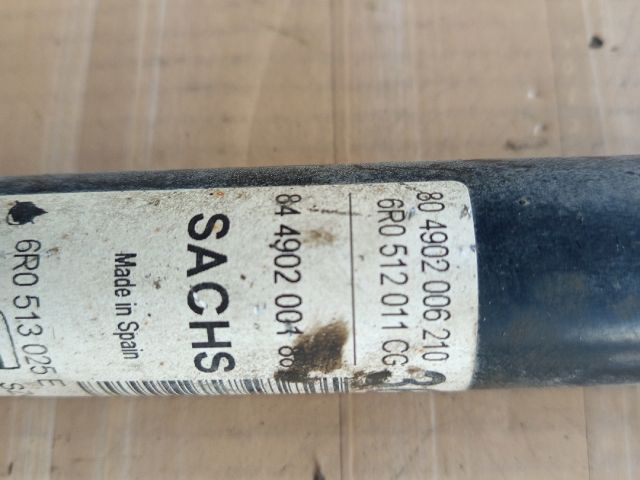 80 4902 006 210
6R0 512 011 CG
84 4902 001
SACHS
Made in Spain
6R0 513 025 E